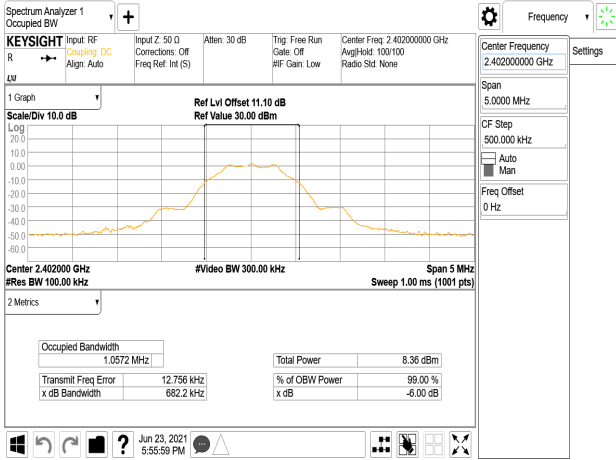 Spectrum Analyzer 1
Occupied BW
KEYSIGHT
R
Input: RF
Coupling: DC
Align: Auto
Input Z: 50 Ω
Corrections: Off
Freq Ref: Int (S)
Atten: 30 dB
Trig: Free Run
Gate: Off
#IF Gain: Low
Center Freq: 2.402000000 GHz
Avg|Hold: 100/100
Radio Std: None
LXI
1 Graph
Scale/Div 10.0 dB
Ref Lvl Offset 11.10 dB
Ref Value 30.00 dBm
Log
20.0
10.0
0.00
-10.0
-20.0
-30.0
-40.0
-50.0
-60.0
Center 2.402000 GHz
#Video BW 300.00 kHz
Span 5 MHz
#Res BW 100.00 kHz
Sweep 1.00 ms (1001 pts)
2 Metrics
Occupied Bandwidth
1.0572 MHz
Total Power 8.36 dBm
Transmit Freq Error 12.756 kHz
% of OBW Power 99.00 %
x dB Bandwidth 682.2 kHz
x dB -6.00 dB
Jun 23, 2021
5:55:59 PM
Frequency
Center Frequency
2.402000000 GHz
Settings
Span
5.0000 MHz
CF Step
500.000 kHz
Auto
Man
Freq Offset
0 Hz